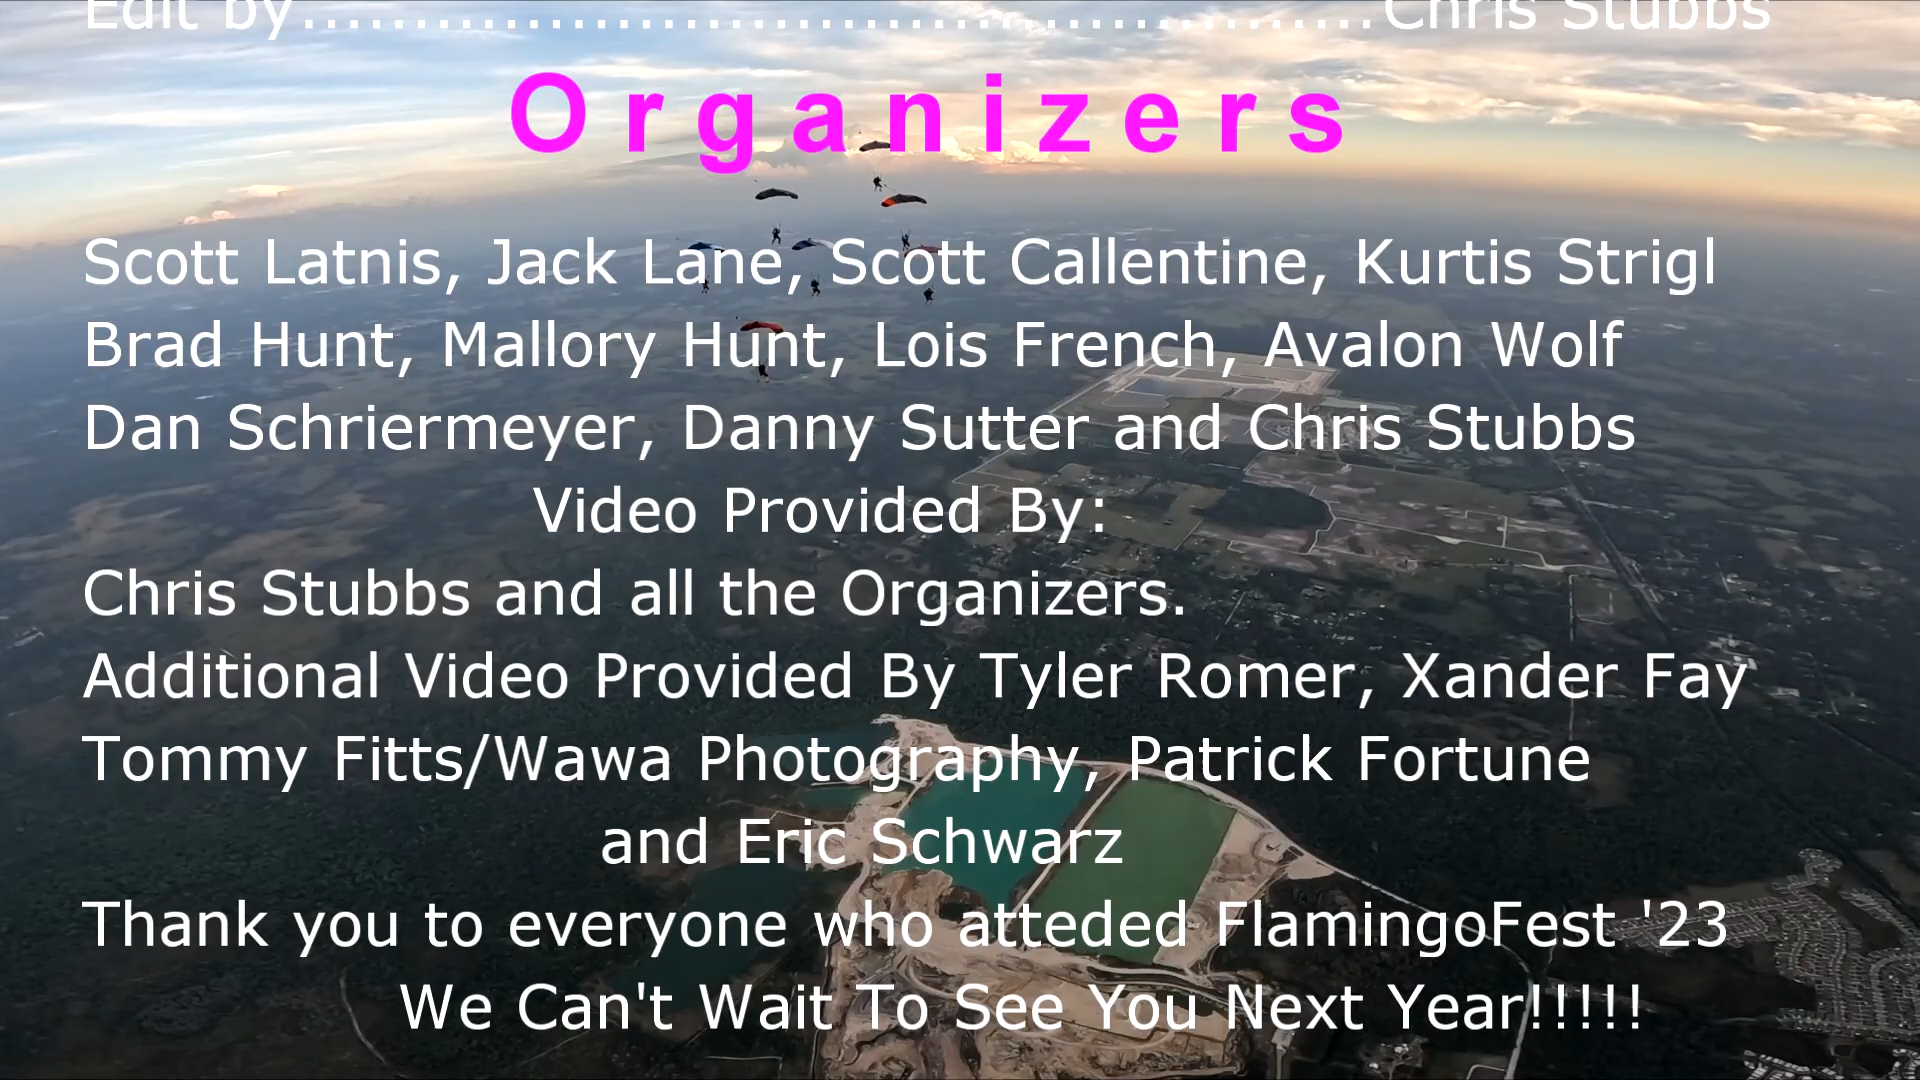 Edit by......................................................Chris Stubbs
Organizers
Scott Latnis, Jack Lane, Scott Callentine, Kurtis Strigl
Brad Hunt, Mallory Hunt, Lois French, Avalon Wolf
Dan Schriermeyer, Danny Sutter and Chris Stubbs
Video Provided By:
Chris Stubbs and all the Organizers.
Additional Video Provided By Tyler Romer, Xander Fay
Tommy Fitts/Wawa Photography, Patrick Fortune
and Eric Schwarz
Thank you to everyone who atteded FlamingoFest '23
We Can't Wait To See You Next Year!!!!!